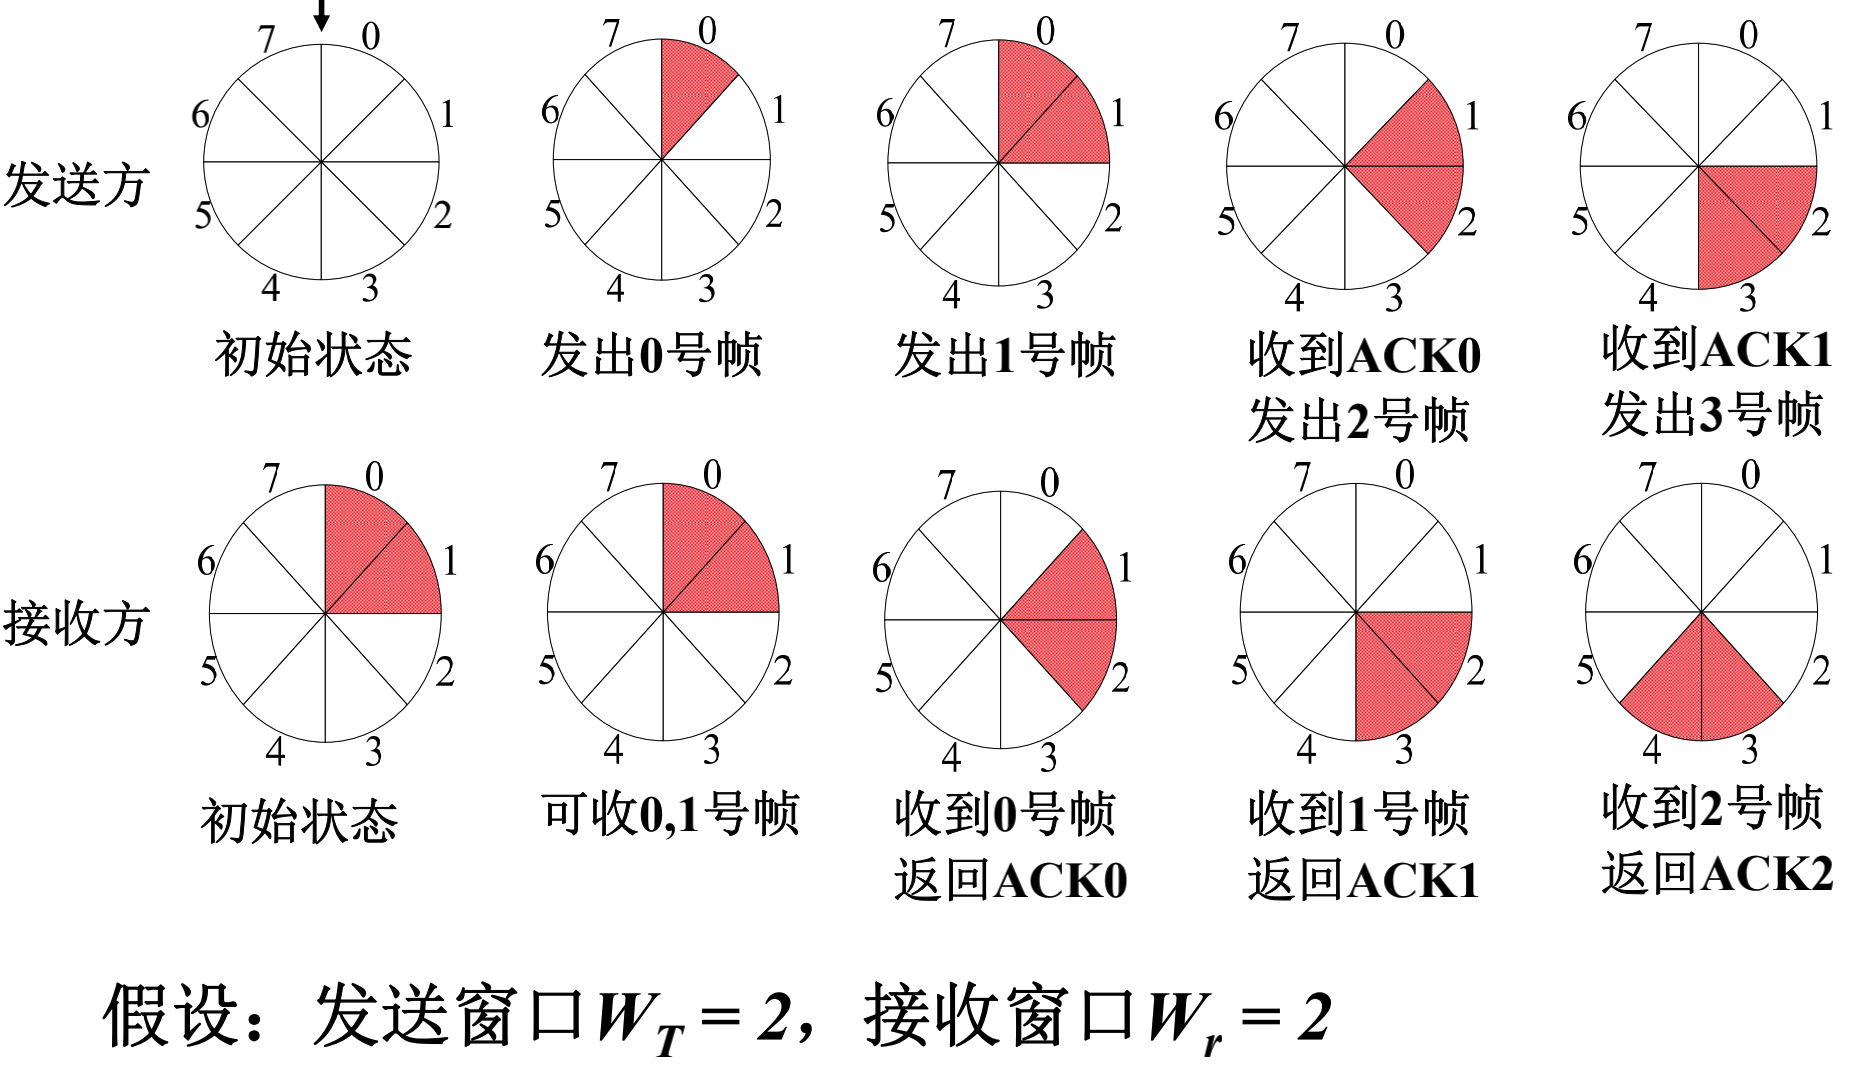 7 0 7 0 7 0 7 0 7 0
6 1 6 1 6 1 6 1 6 1
发送方
5 2 5 2 5 2 5 2 5 2
4 3 4 3 4 3 4 3 4 3
初始状态 发出0号帧 发出1号帧 收到ACK0 收到ACK1
发出2号帧 发出3号帧
7 0 7 0 7 0 7 0 7 0
6 1 6 1 6 1 6 1 6 1
接收方
5 2 5 2 5 2 5 2 5 2
4 3 4 3 4 3 4 3 4 3
初始状态 可收0,1号帧 收到0号帧 收到1号帧 收到2号帧
返回ACK0 返回ACK1 返回ACK2
假设：发送窗口W_T = 2，接收窗口W_r = 2